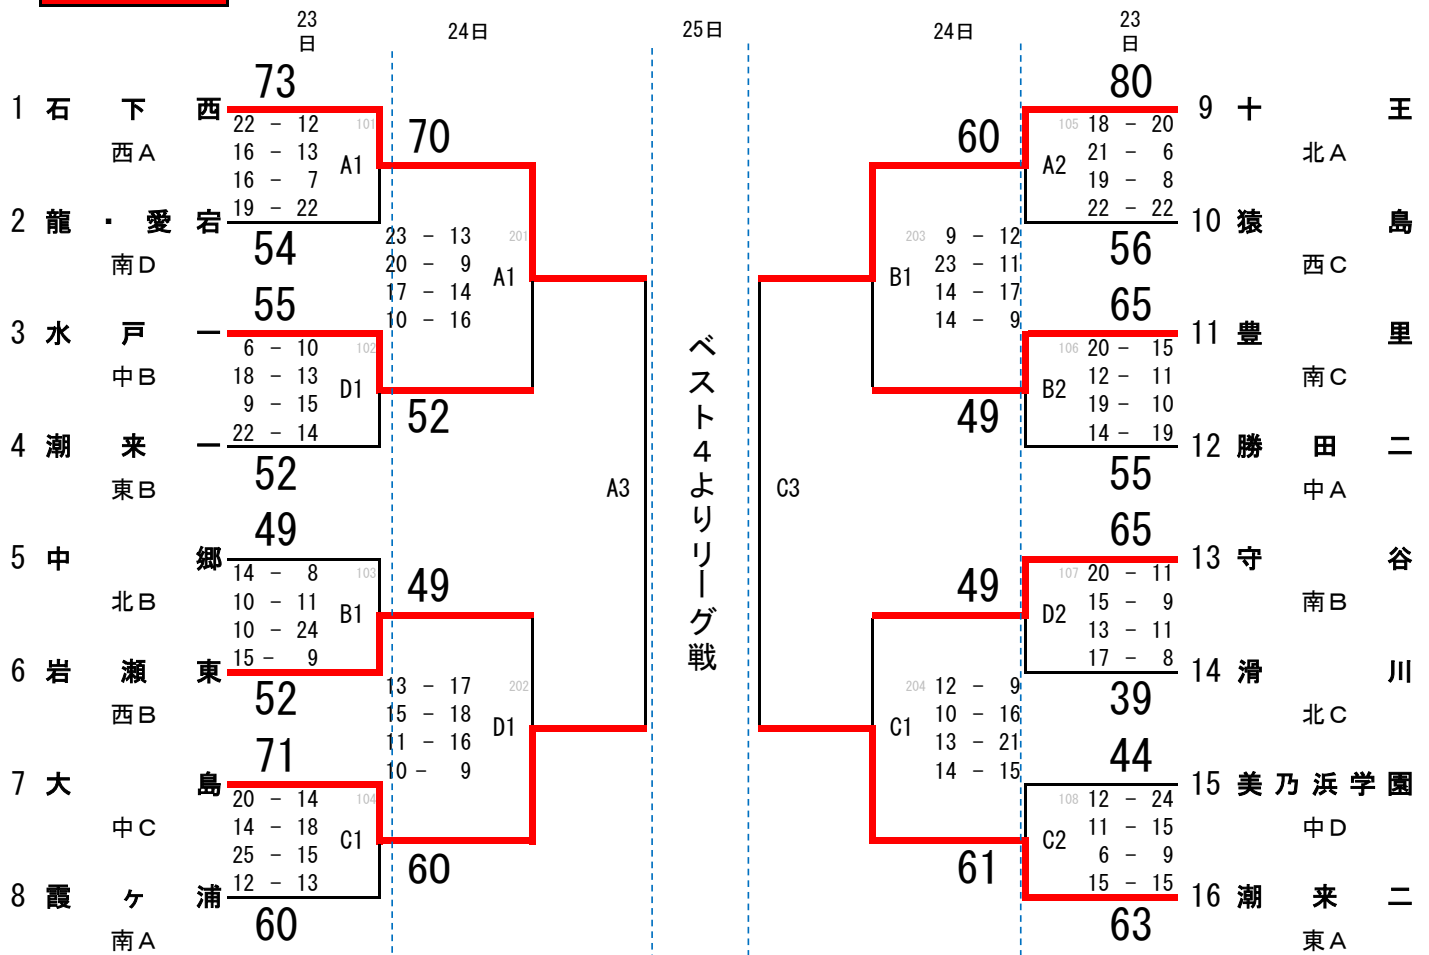 23日 24日 25日 24日 23日
73
1 石下西
22 - 12 101
16 - 13
16 - 7
19 - 22
A1
西A
2 龍・愛宕
54
南D
70
23 - 13 201
20 - 9
17 - 14
10 - 16
A1
55
3 水戸一
6 - 10 102
18 - 13
9 - 15
22 - 14
D1
中B
52
4 潮来一
52
東B
A3
49
5 中郷
14 - 8 103
10 - 11
10 - 24
15 - 9
B1
北B
49
6 岩瀬東
52
西B
13 - 17 202
15 - 18
11 - 16
10 - 9
D1
71
7 大島
20 - 14 104
14 - 18
25 - 15
12 - 13
C1
中C
60
8 霞ヶ浦
60
南A
ベスト4よりリーグ戦
80
9 十王
105 18 - 20
21 - 6
19 - 8
22 - 22
A2
北A
60
10 猿島
56
西C
203 9 - 12
23 - 11
14 - 17
14 - 9
B1
65
11 豊里
106 20 - 15
12 - 11
19 - 10
14 - 19
B2
南C
49
12 勝田二
55
中A
C3
65
13 守谷
107 20 - 11
15 - 9
13 - 11
17 - 8
D2
南B
49
14 滑川
39
北C
204 12 - 9
10 - 16
13 - 21
14 - 15
C1
44
15 美乃浜学園
108 12 - 24
11 - 15
6 - 9
15 - 15
C2
中D
61
16 潮来二
63
東A